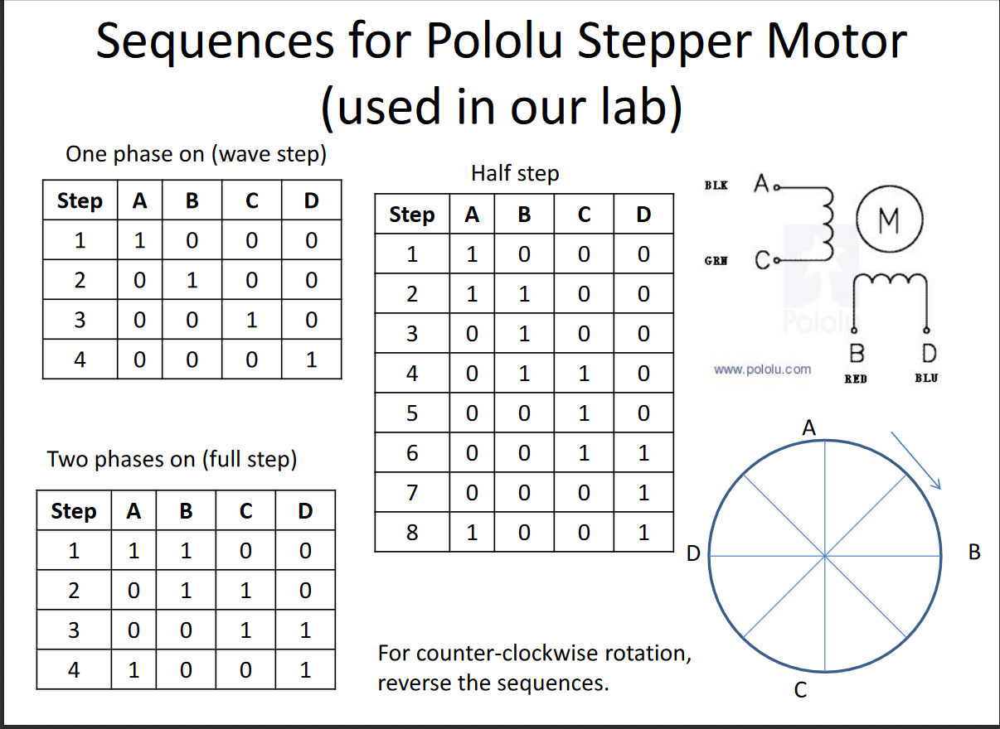 Sequences for Pololu Stepper Motor
(used in our lab)
One phase on (wave step)
Step A B C D
1 1 0 0 0
2 0 1 0 0
3 0 0 1 0
4 0 0 0 1
Two phases on (full step)
Step A B C D
1 1 1 0 0
2 0 1 1 0
3 0 0 1 1
4 1 0 0 1
Half step
Step A B C D
1 1 0 0 0
2 1 1 0 0
3 0 1 0 0
4 0 1 1 0
5 0 0 1 0
6 0 0 1 1
7 0 0 0 1
8 1 0 0 1
For counter-clockwise rotation,
reverse the sequences.
BLK A
M
GRN C
Pololu
B D
www.pololu.com
RED BLU
A
D B
C